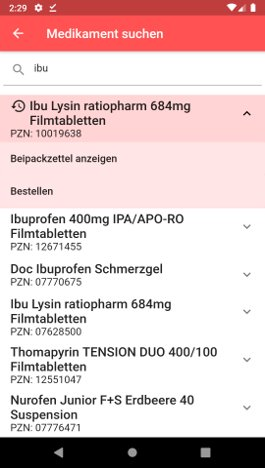 2:29
Medikament suchen
ibu
Ibu Lysin ratiopharm 684mg
Filmtabletten
PZN: 10019638
Beipackzettel anzeigen
Bestellen
Ibuprofen 400mg IPA/APO-RO
Filmtabletten
PZN: 12671455
Doc Ibuprofen Schmerzgel
PZN: 07770675
Ibu Lysin ratiopharm 684mg
Filmtabletten
PZN: 07628500
Thomapyrin TENSION DUO 400/100
Filmtabletten
PZN: 12551047
Nurofen Junior F+S Erdbeere 40
Suspension
PZN: 07776471